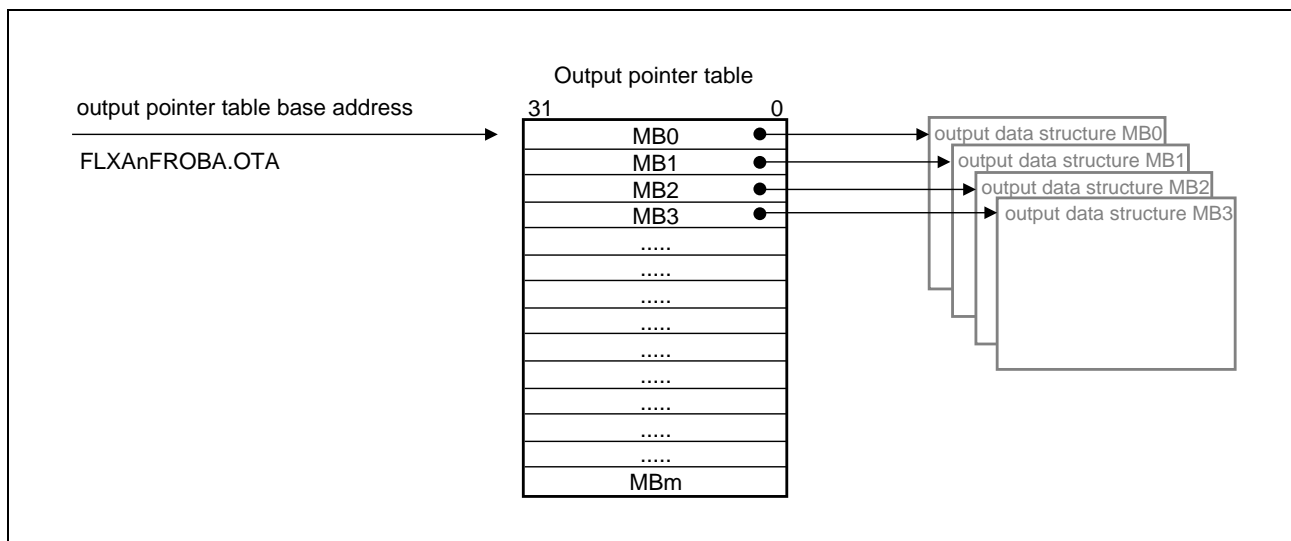 Output pointer table
output pointer table base address
FLXAnFROBA.OTA
31 0
MB0
MB1
MB2
MB3
.....
.....
.....
.....
.....
.....
.....
.....
.....
MBm
output data structure MB0
output data structure MB1
output data structure MB2
output data structure MB3